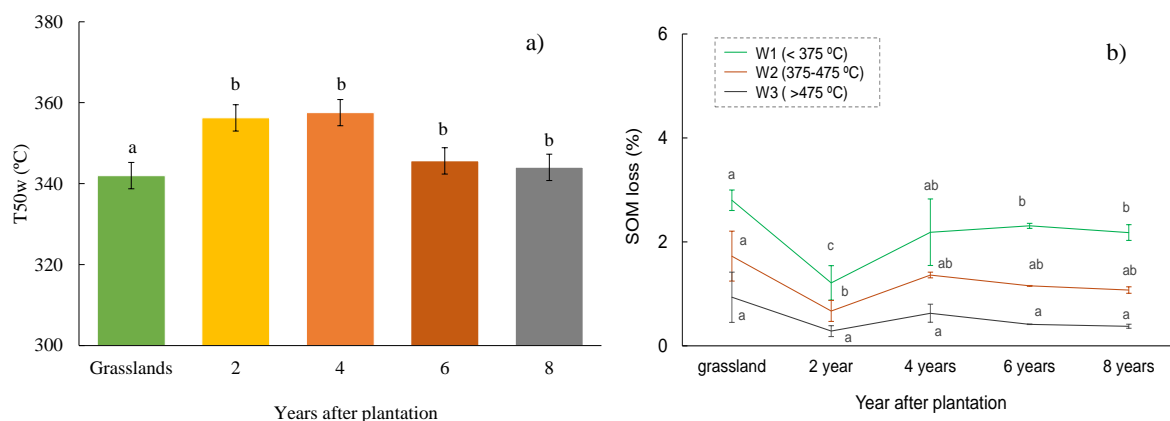 a)
380
360
340
320
300
T50w (ºC)
a
b
b
b
b
Grasslands 2 4 6 8
Years after plantation
b)
6
4
2
0
SOM loss (%)
W1 (< 375 ºC)
W2 (375-475 ºC)
W3 ( >475 ºC)
a
c
ab
b
b
a
b
ab
ab
ab
a
a
a
a
a
grassland 2 year 4 years 6 years 8 years
Year after plantation